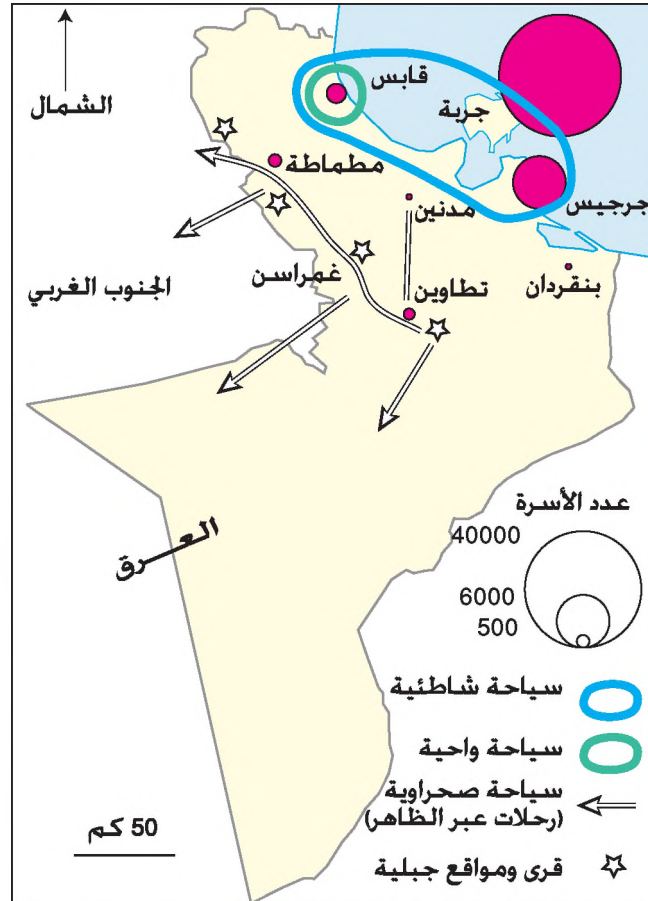 الشمال
قابس
جربة
مطماطة
جرجيس
مدنين
غمراسن
تطاوين
بنقردان
الجنوب الغربي
العـــرق
عدد الأسرة
40000
6000
500
سياحة شاطئية
سياحة واحية
سياحة صحراوية
(رحلات عبر الظاهر)
قرى ومواقع جبلية
50 كم